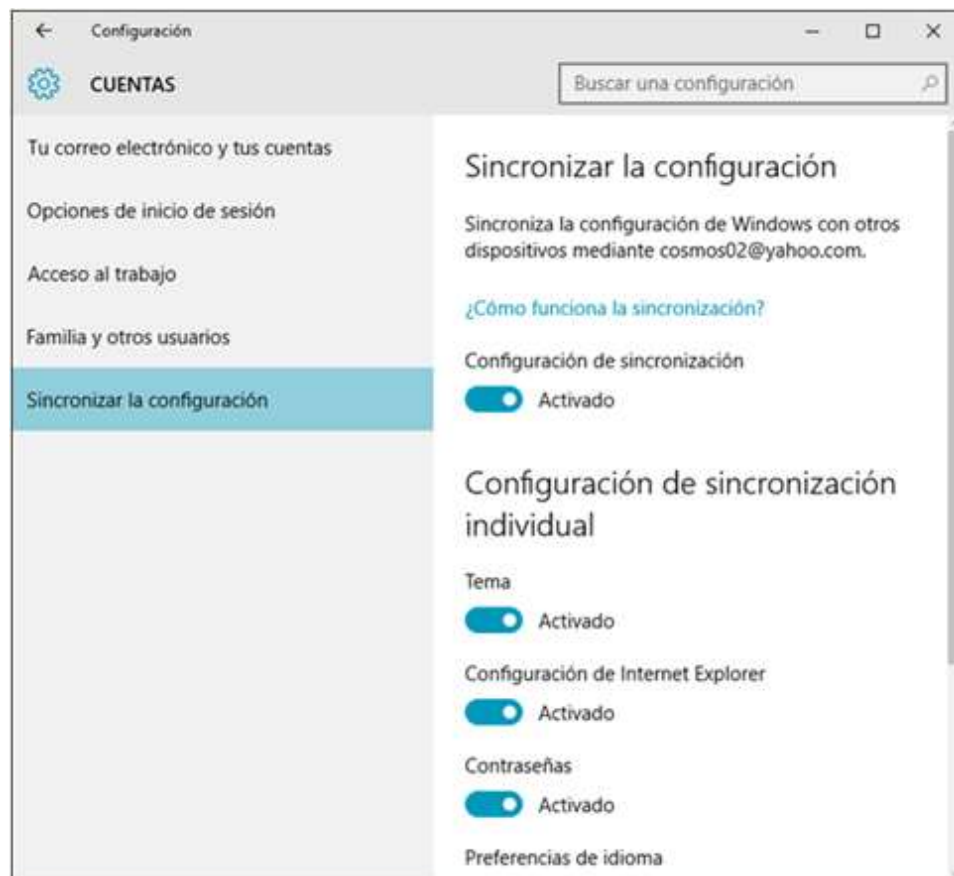 Configuración
CUENTAS
Buscar una configuración
Tu correo electrónico y tus cuentas
Opciones de inicio de sesión
Acceso al trabajo
Familia y otros usuarios
Sincronizar la configuración
Sincronizar la configuración
Sincroniza la configuración de Windows con otros
dispositivos mediante cosmos02@yahoo.com.
¿Cómo funciona la sincronización?
Configuración de sincronización
Activado
Configuración de sincronización
individual
Tema
Activado
Configuración de Internet Explorer
Activado
Contraseñas
Activado
Preferencias de idioma